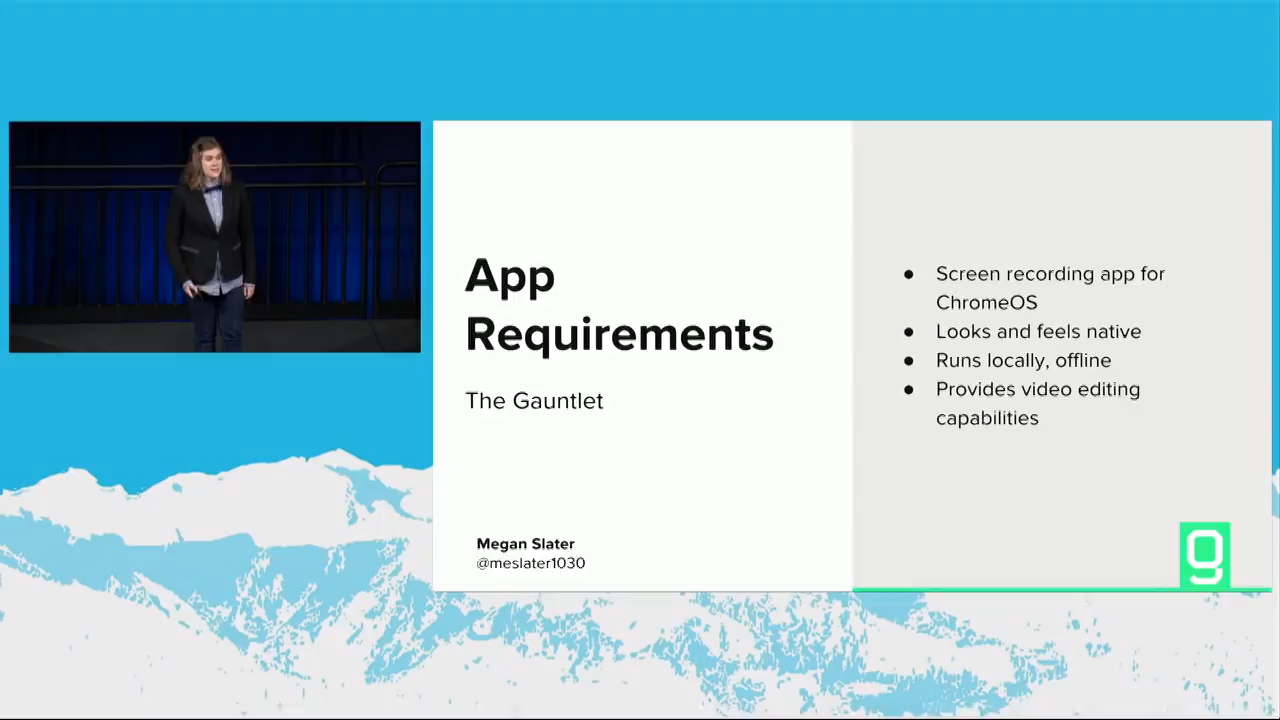 App
Requirements
The Gauntlet
Megan Slater
@meslater1030
● Screen recording app for
ChromeOS
● Looks and feels native
● Runs locally, offline
● Provides video editing
capabilities
g